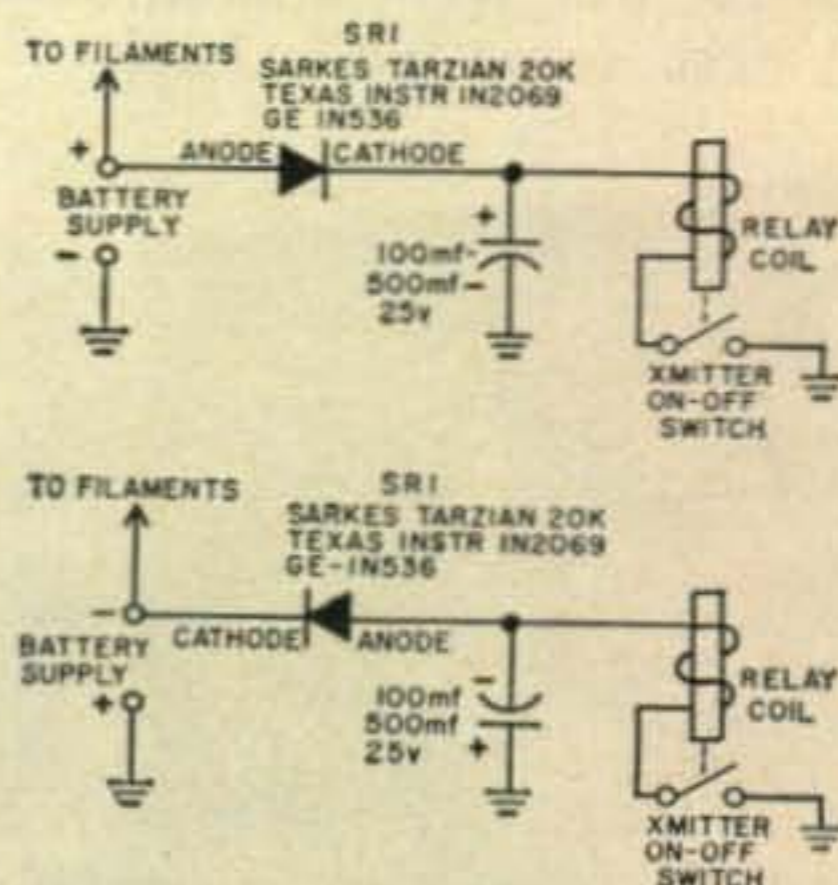 SR1
TO FILAMENTS
SARKES TARZIAN 20K
TEXAS INSTR IN2069
GE IN536
+
ANODE
CATHODE
BATTERY
SUPPLY
-
+
100mf-
500mf-
25v
RELAY
COIL
XMITTER
ON-OFF
SWITCH
TO FILAMENTS
SR1
SARKES TARZIAN 20K
TEXAS INSTR IN2069
GE-IN536
-
BATTERY
SUPPLY
CATHODE
ANODE
+
-
100mf
500mf
25v
+
RELAY
COIL
XMITTER
ON-OFF
SWITCH